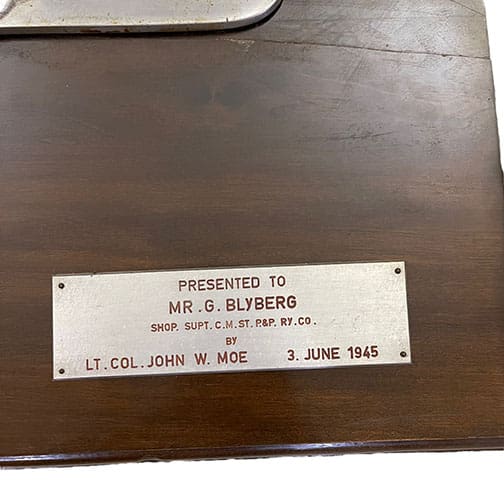 PRESENTED TO
MR.G. BLYBERG
SHOP. SUPT. C.M. ST. P.&P. RY. CO.
BY
LT. COL. JOHN W. MOE 3. JUNE 1945